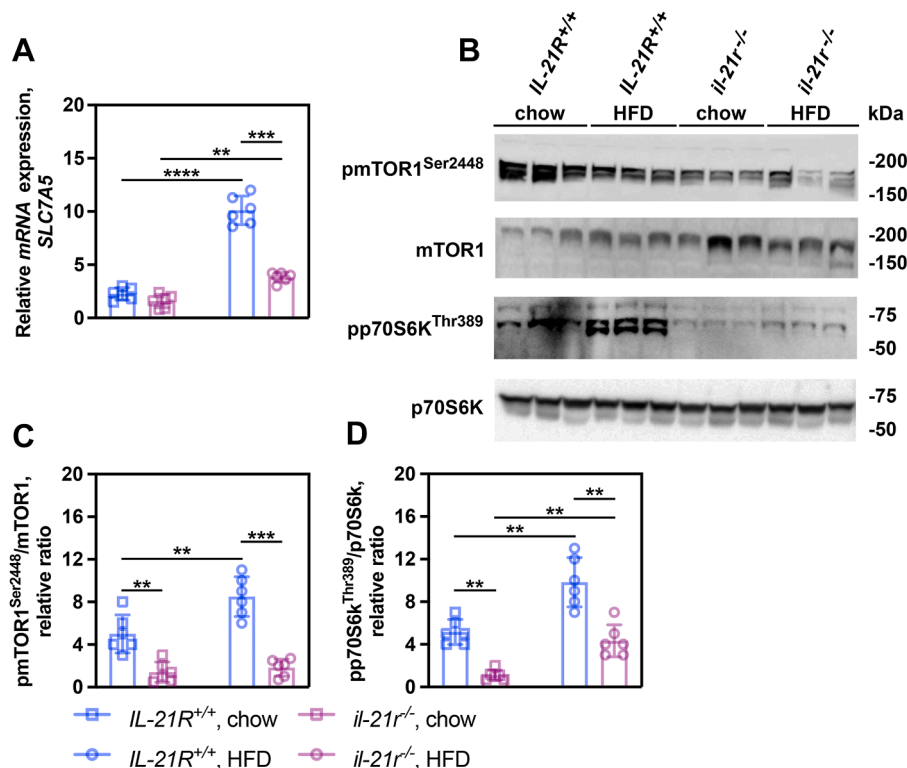 A
Relative mRNA expression,
SLC7A5
20
15
10
5
0
***
**
****
B
IL-21R+/+
IL-21R+/+
il-21r-/-
il-21r-/-
chow
HFD
chow
HFD
kDa
pmTOR1Ser2448
-200
-150
mTOR1
-200
-150
pp70S6KThr389
-75
-50
p70S6K
-75
-50
C
pmTOR1Ser2448/mTOR1,
relative ratio
20
16
12
8
4
0
**
***
**
D
pp70S6kThr389/p70S6k,
relative ratio
20
16
12
8
4
0
**
**
**
**
IL-21R+/+, chow
il-21r-/-, chow
IL-21R+/+, HFD
il-21r-/-, HFD